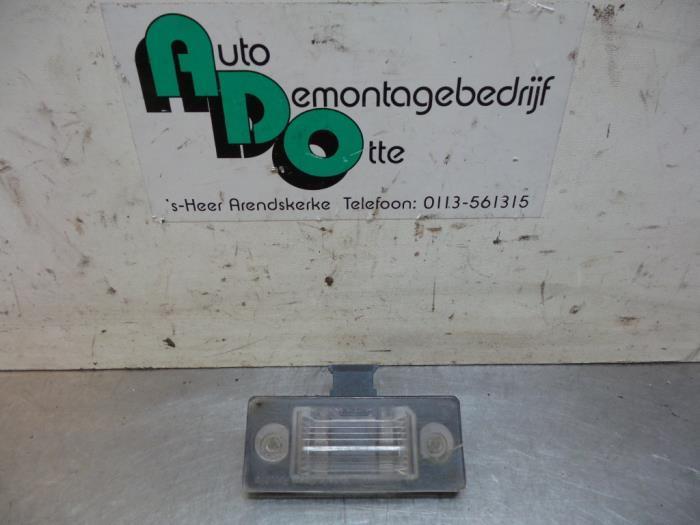 Auto
Demontagebedrijf
Otte
's-Heer Arendskerke Telefoon: 0113-561315